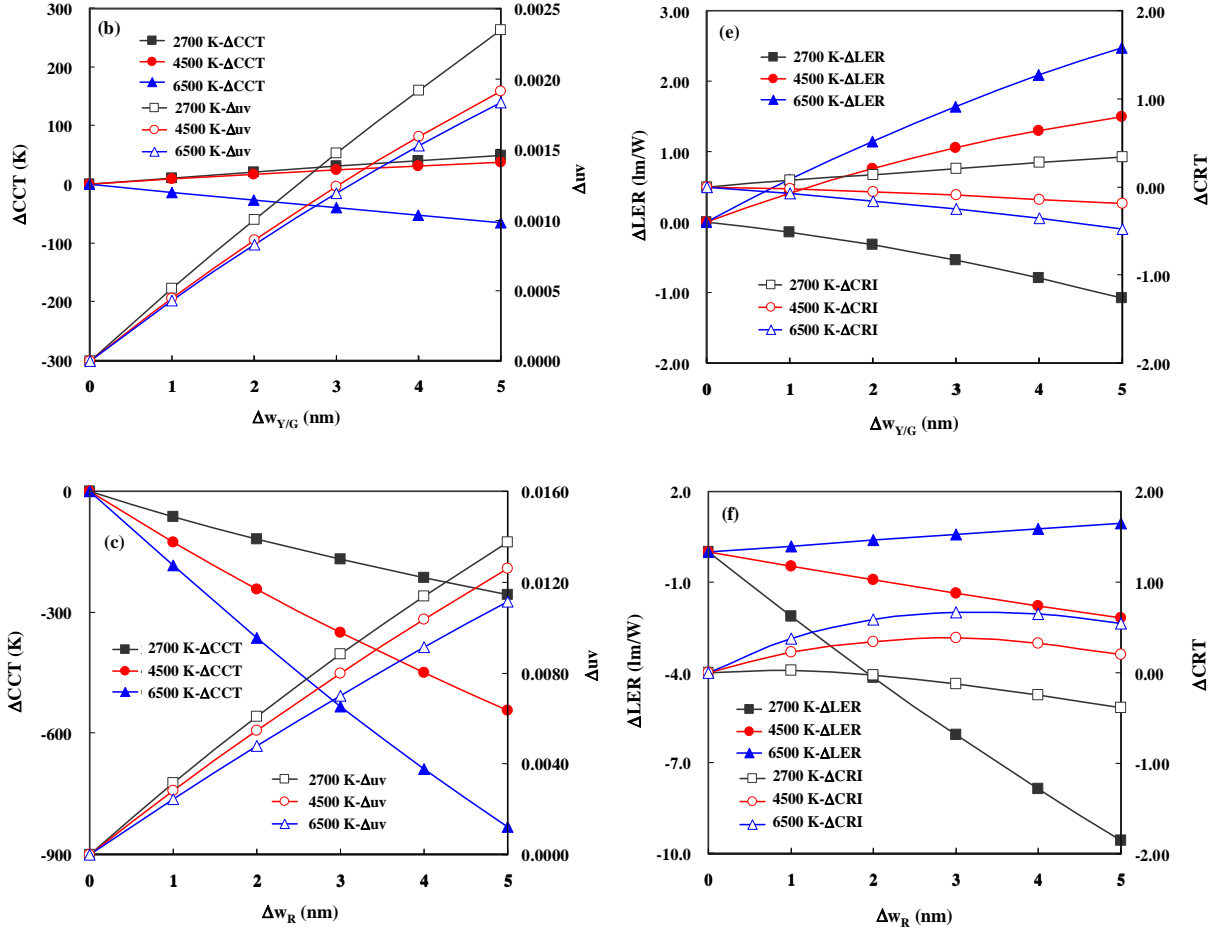 (b)
300
200
100
0
-100
-200
-300
ΔCCT (K)
2700 K-ΔCCT
4500 K-ΔCCT
6500 K-ΔCCT
2700 K-Δuv
4500 K-Δuv
6500 K-Δuv
0.0025
0.0020
0.0015
0.0010
0.0005
0.0000
Δuv
0 1 2 3 4 5
Δw_Y/G (nm)
(e)
3.00
2.00
1.00
0.00
-1.00
-2.00
ΔLER (lm/W)
2700 K-ΔLER
4500 K-ΔLER
6500 K-ΔLER
2700 K-ΔCRI
4500 K-ΔCRI
6500 K-ΔCRI
2.00
1.00
0.00
-1.00
-2.00
ΔCRT
0 1 2 3 4 5
Δw_Y/G (nm)
(c)
0
-300
-600
-900
ΔCCT (K)
2700 K-ΔCCT
4500 K-ΔCCT
6500 K-ΔCCT
2700 K-Δuv
4500 K-Δuv
6500 K-Δuv
0.0160
0.0120
0.0080
0.0040
0.0000
Δuv
0 1 2 3 4 5
Δw_R (nm)
(f)
2.0
-1.0
-4.0
-7.0
-10.0
ΔLER (lm/W)
2700 K-ΔLER
4500 K-ΔLER
6500 K-ΔLER
2700 K-ΔCRI
4500 K-ΔCRI
6500 K-ΔCRI
2.00
1.00
0.00
-1.00
-2.00
ΔCRT
0 1 2 3 4 5
Δw_R (nm)